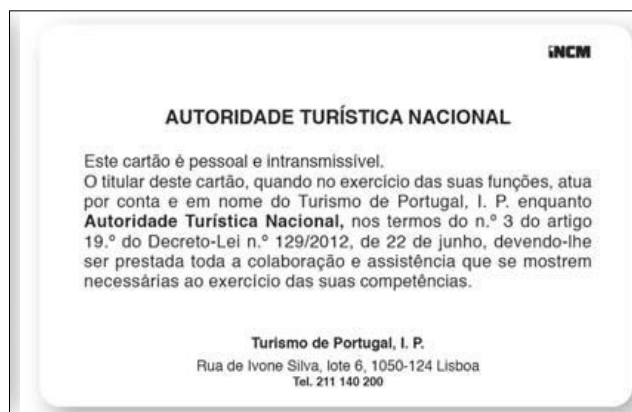 INCM
AUTORIDADE TURÍSTICA NACIONAL
Este cartão é pessoal e intransmissível.
O titular deste cartão, quando no exercício das suas funções, atua
por conta e em nome do Turismo de Portugal, I. P. enquanto
Autoridade Turística Nacional, nos termos do n.º 3 do artigo
19.º do Decreto-Lei n.º 129/2012, de 22 de junho, devendo-lhe
ser prestada toda a colaboração e assistência que se mostrem
necessárias ao exercício das suas competências.
Turismo de Portugal, I. P.
Rua de Ivone Silva, lote 6, 1050-124 Lisboa
Tel. 211 140 200